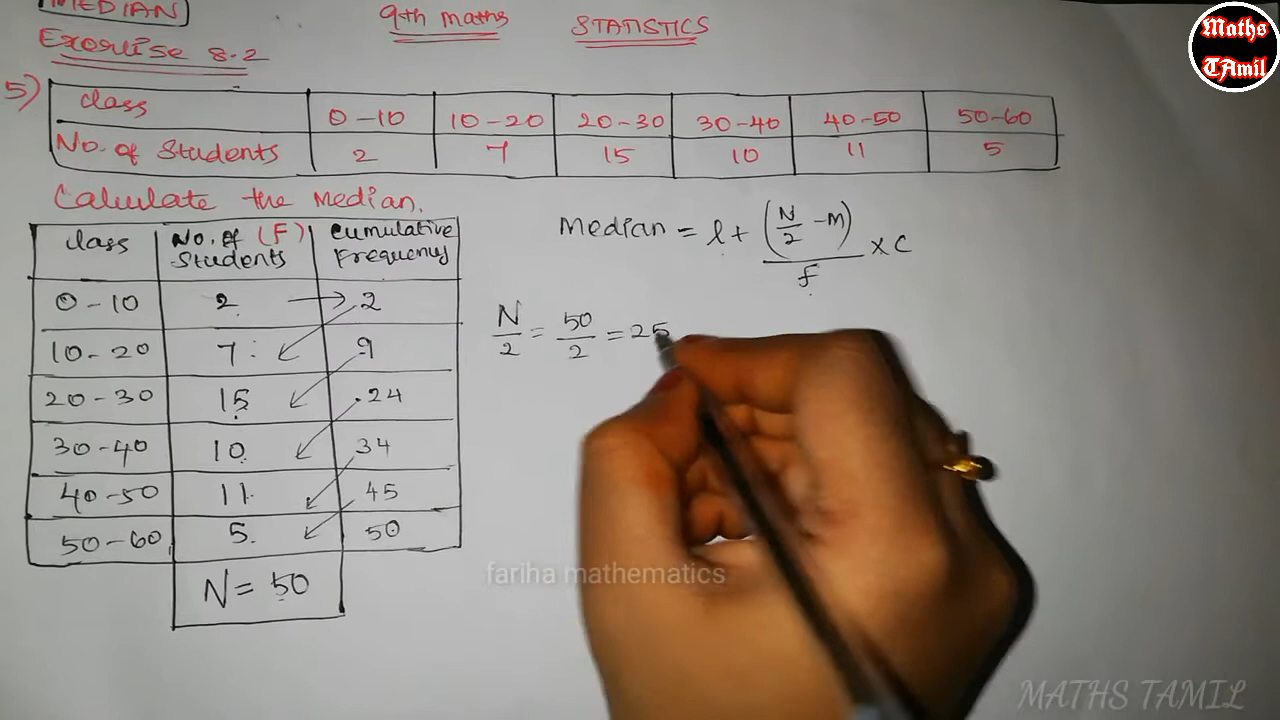 MEDIAN
9th maths STATISTICS
Maths
TAmil
Exercise 8.2
5)
class 0-10 10-20 20-30 30-40 40-50 50-60
No. of Students 2 7 15 10 11 5
Calculate the Median.
class No. of (F) Students Cumulative Frequency
0-10 2 2
10-20 7 9
20-30 15 24
30-40 10 34
40-50 11 45
50-60 5 50
N = 50
Median = l + (N/2 - m)/f × c
N/2 = 50/2 = 25
fariha mathematics
MATHS TAMIL